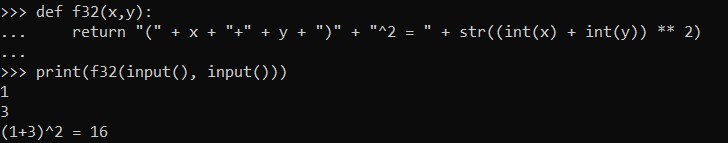 >>> def f32(x,y):
...     return "(" + x + "+" + y + ")" + "^2 = " + str((int(x) + int(y)) ** 2)
...
>>> print(f32(input(), input()))
1
3
(1+3)^2 = 16